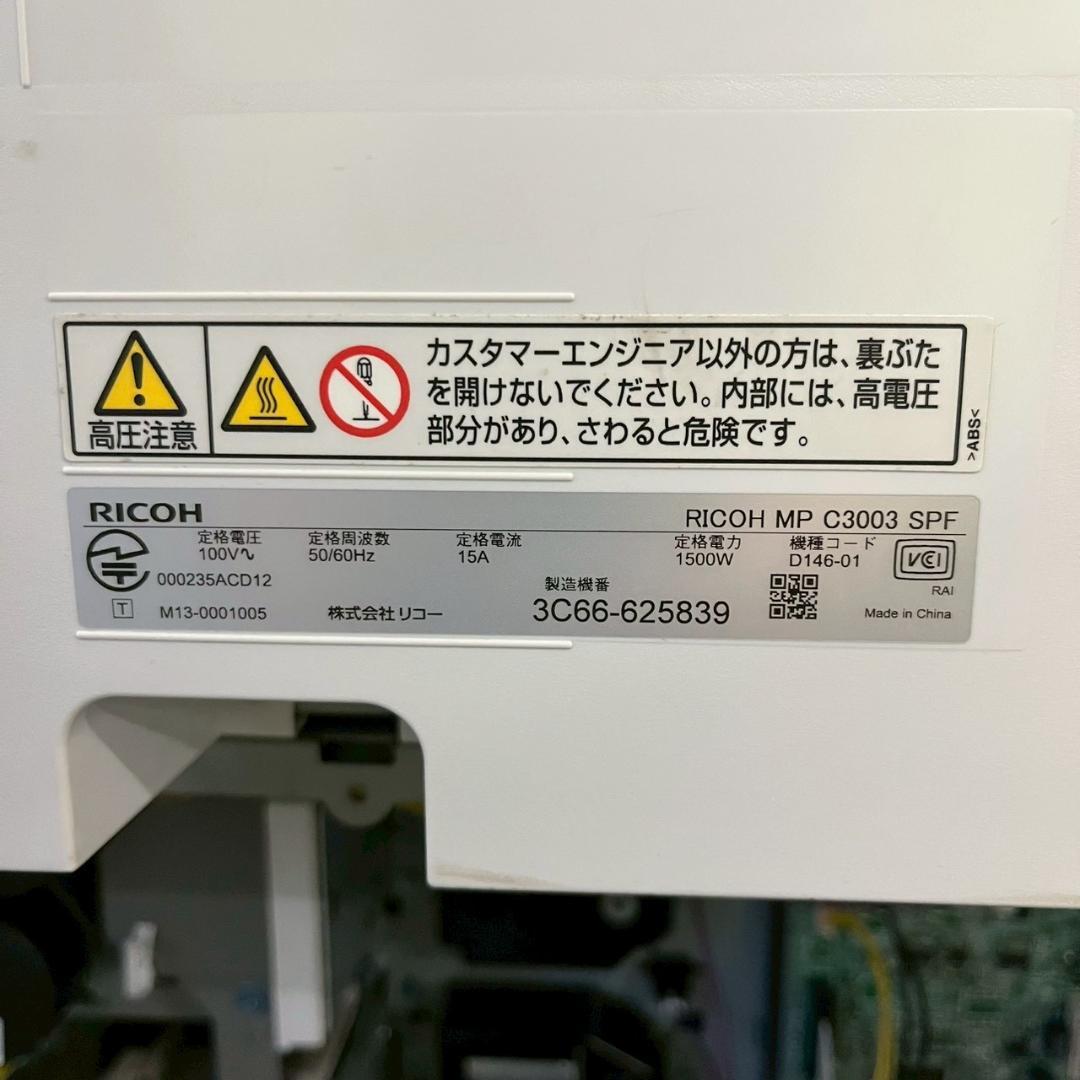 高圧注意
カスタマーエンジニア以外の方は、裏ぶた
を開けないでください。内部には、高電圧
部分があり、さわると危険です。
>ABS<
RICOH
RICOH MP C3003 SPF
定格電圧 定格周波数 定格電流 定格電力 機種コード
100V∿ 50/60Hz 15A 1500W D146-01
VCI
000235ACD12
製造機番
RAI
T M13-0001005 株式会社リコー 3C66-625839 Made in China